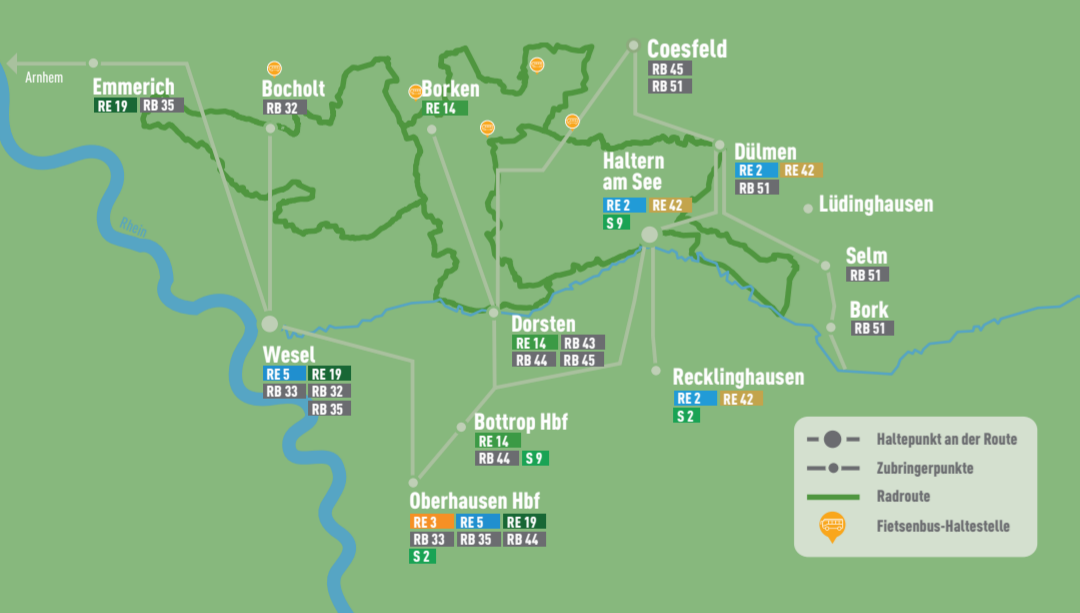 Arnhem
Emmerich
RE 19 RB 35
Bocholt
RB 32
Borken
RE 14
Coesfeld
RB 45
RB 51
Haltern
am See
RE 2 RE 42
S 9
Dülmen
RE 2 RE 42
RB 51
Lüdinghausen
Rhein
Selm
RB 51
Bork
RB 51
Wesel
RE 5 RE 19
RB 33 RB 32
RB 35
Dorsten
RE 14 RB 43
RB 44 RB 45
Recklinghausen
RE 2 RE 42
S 2
Bottrop Hbf
RE 14
RB 44 S 9
Oberhausen Hbf
RE 3 RE 5 RE 19
RB 33 RB 35 RB 44
S 2
Haltepunkt an der Route
Zubringerpunkte
Radroute
Fietsenbus-Haltestelle